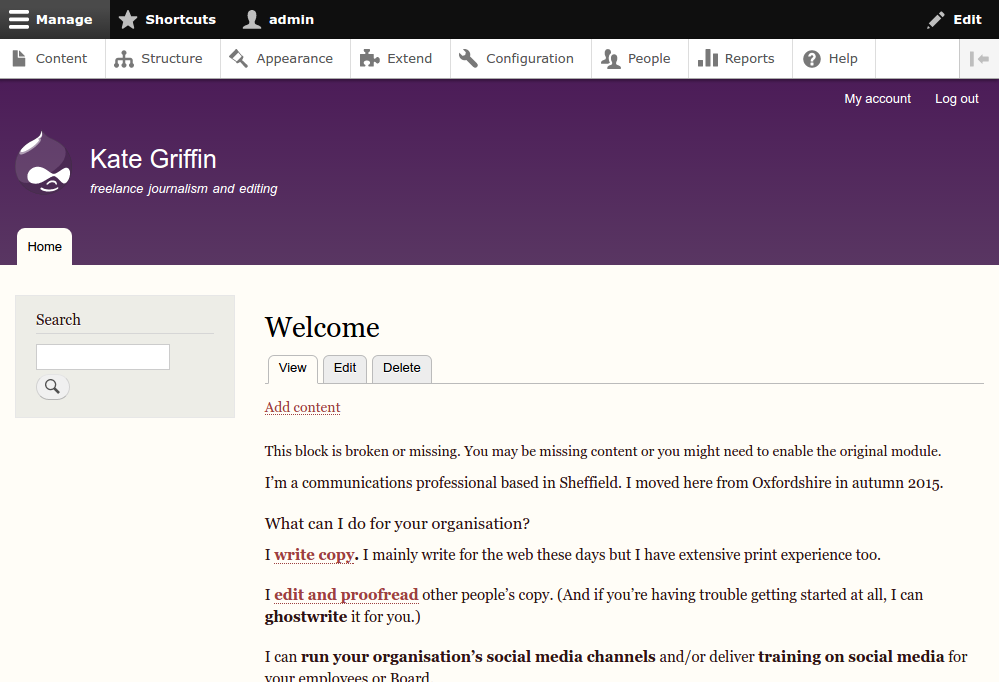 Manage Shortcuts admin Edit
Content Structure Appearance Extend Configuration People Reports Help
My account Log out
Kate Griffin
freelance journalism and editing
Home
Search
Welcome
View Edit Delete
Add content
This block is broken or missing. You may be missing content or you might need to enable the original module.
I’m a communications professional based in Sheffield. I moved here from Oxfordshire in autumn 2015.
What can I do for your organisation?
I write copy. I mainly write for the web these days but I have extensive print experience too.
I edit and proofread other people’s copy. (And if you’re having trouble getting started at all, I can
ghostwrite it for you.)
I can run your organisation’s social media channels and/or deliver training on social media for
your employees or Board